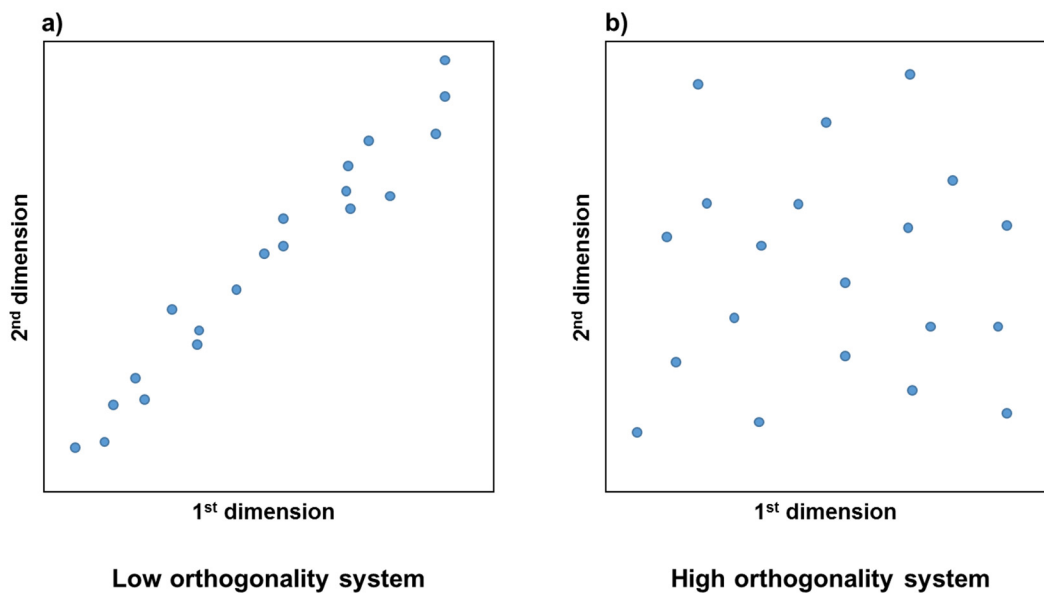 a)
2nd dimension
1st dimension
Low orthogonality system
b)
2nd dimension
1st dimension
High orthogonality system